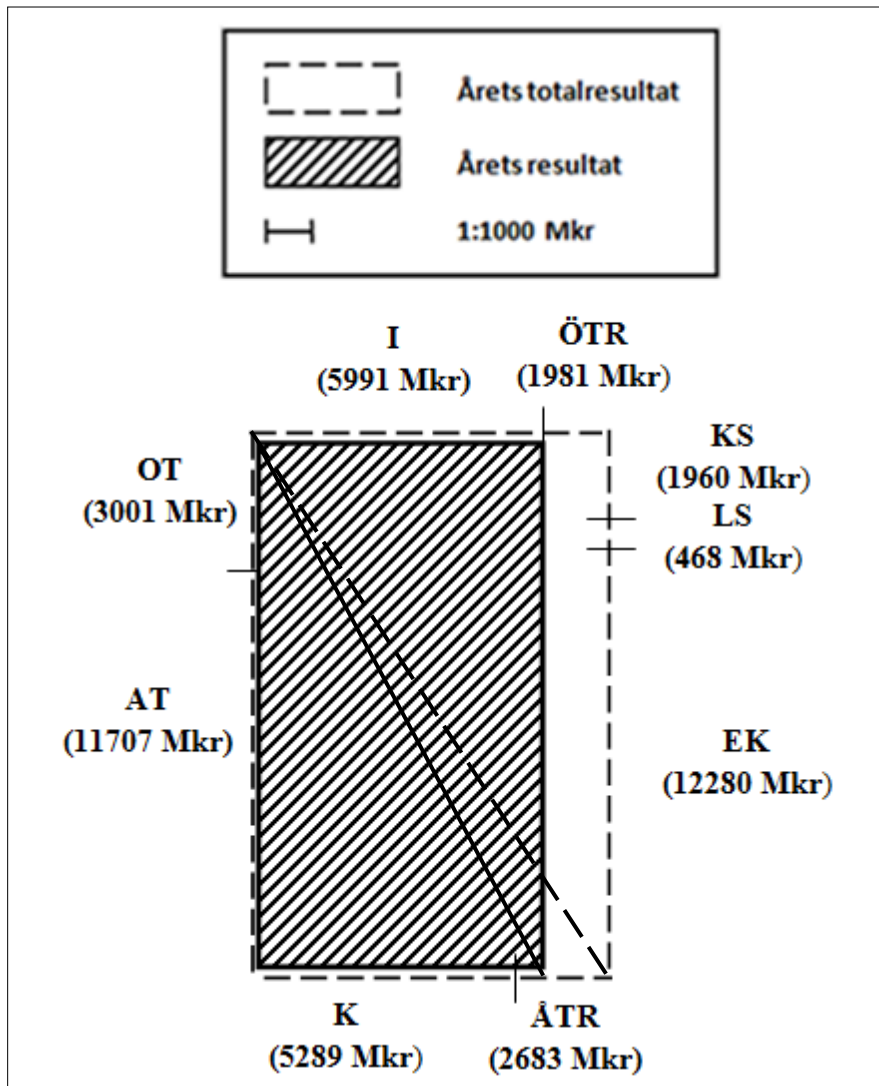 Årets totalresultat
Årets resultat
1:1000 Mkr
I
(5991 Mkr)
ÖTR
(1981 Mkr)
KS
(1960 Mkr)
OT
(3001 Mkr)
LS
(468 Mkr)
AT
(11707 Mkr)
EK
(12280 Mkr)
K
(5289 Mkr)
ÅTR
(2683 Mkr)